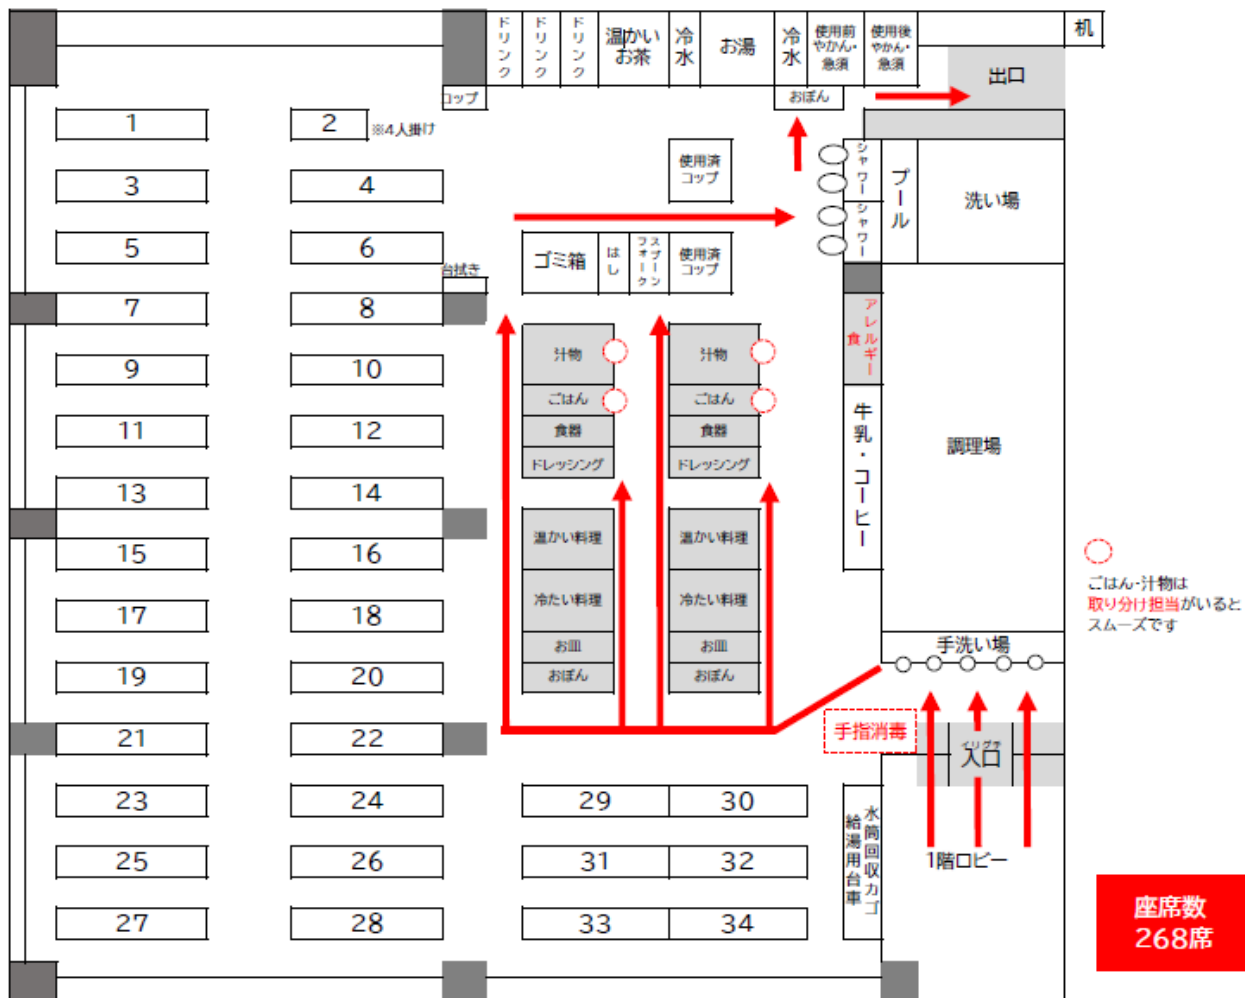 ドリンク
ドリンク
ドリンク
温かい
お茶
冷水
お湯
冷水
使用前
やかん・
急須
使用後
やかん・
急須
机
出口
コップ
おぼん
1
2
※4人掛け
使用済
コップ
シャワー
シャワー
プール
洗い場
3
4
5
6
台拭き
ゴミ箱
はし
スプーン
フォーク
使用済
コップ
7
8
アレルギー
食
汁物
汁物
9
10
ごはん
ごはん
11
12
食器
食器
牛乳・コーヒー
調理場
ドレッシング
ドレッシング
13
14
温かい料理
温かい料理
15
16
ごはん・汁物は
取り分け担当がいると
スムーズです
冷たい料理
冷たい料理
17
18
お皿
お皿
手洗い場
19
20
おぼん
おぼん
21
22
手指消毒
イリグチ
入口
23
24
29
30
水筒回収カゴ
給湯用台車
25
26
31
32
1階ロビー
27
28
33
34
座席数
268席